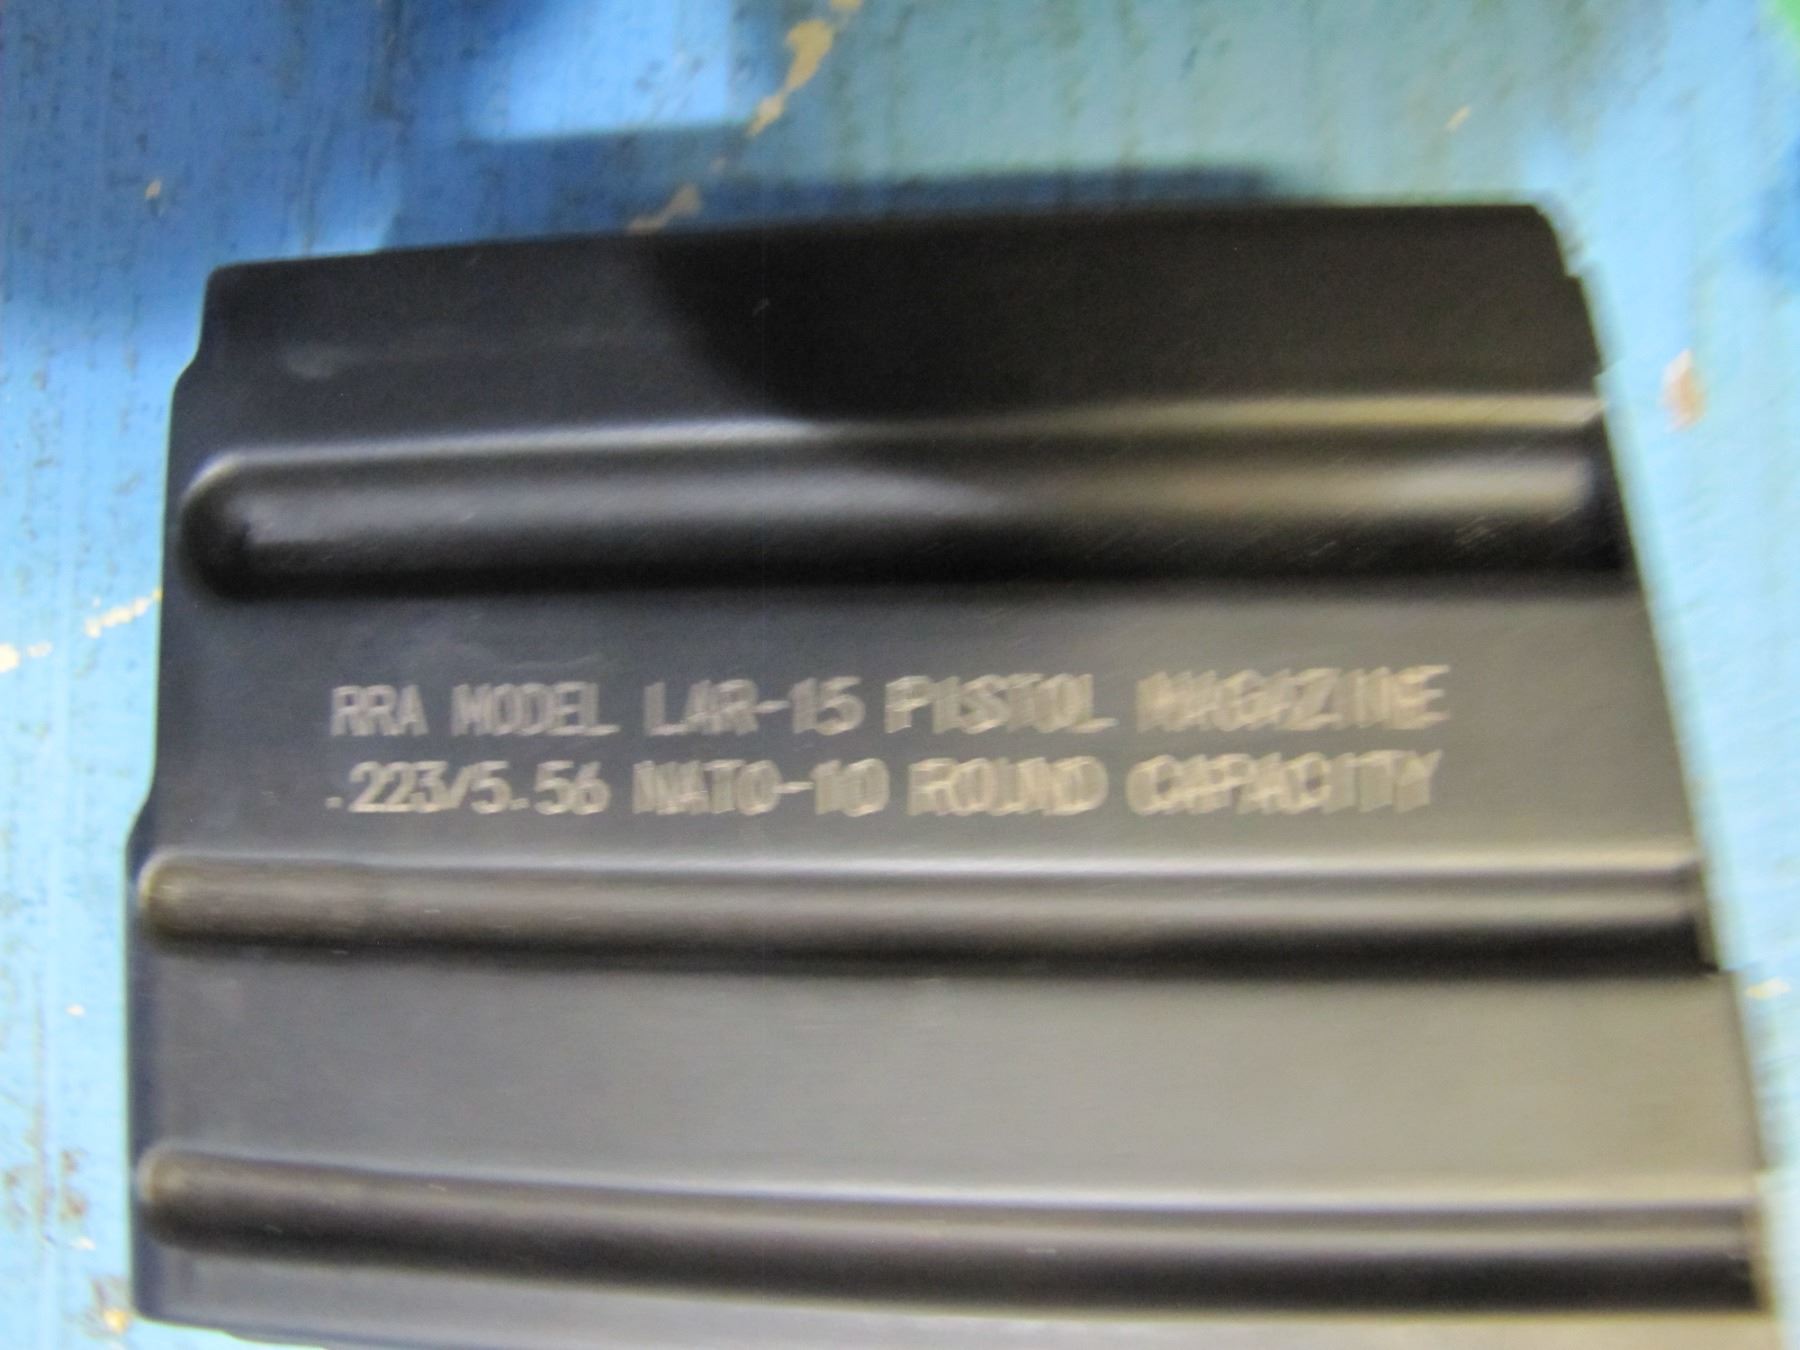 RRA MODEL LAR-15 PISTOL MAGAZINE
.223/5.56 NATO-10 ROUND CAPACITY